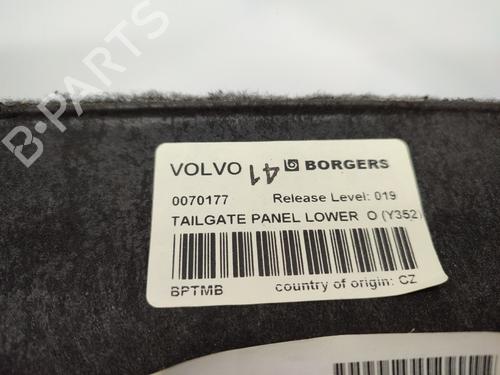 B-PARTS
VOLVO 41 BORGERS
0070177 Release Level: 019
TAILGATE PANEL LOWER O (Y352)
BPTMB country of origin: CZ